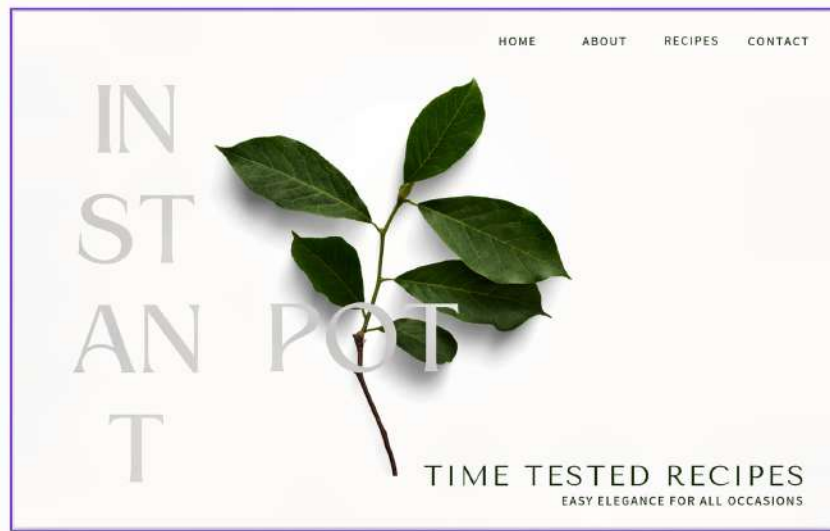 HOME ABOUT RECIPES CONTACT
IN
ST
AN POT
T
TIME TESTED RECIPES
EASY ELEGANCE FOR ALL OCCASIONS